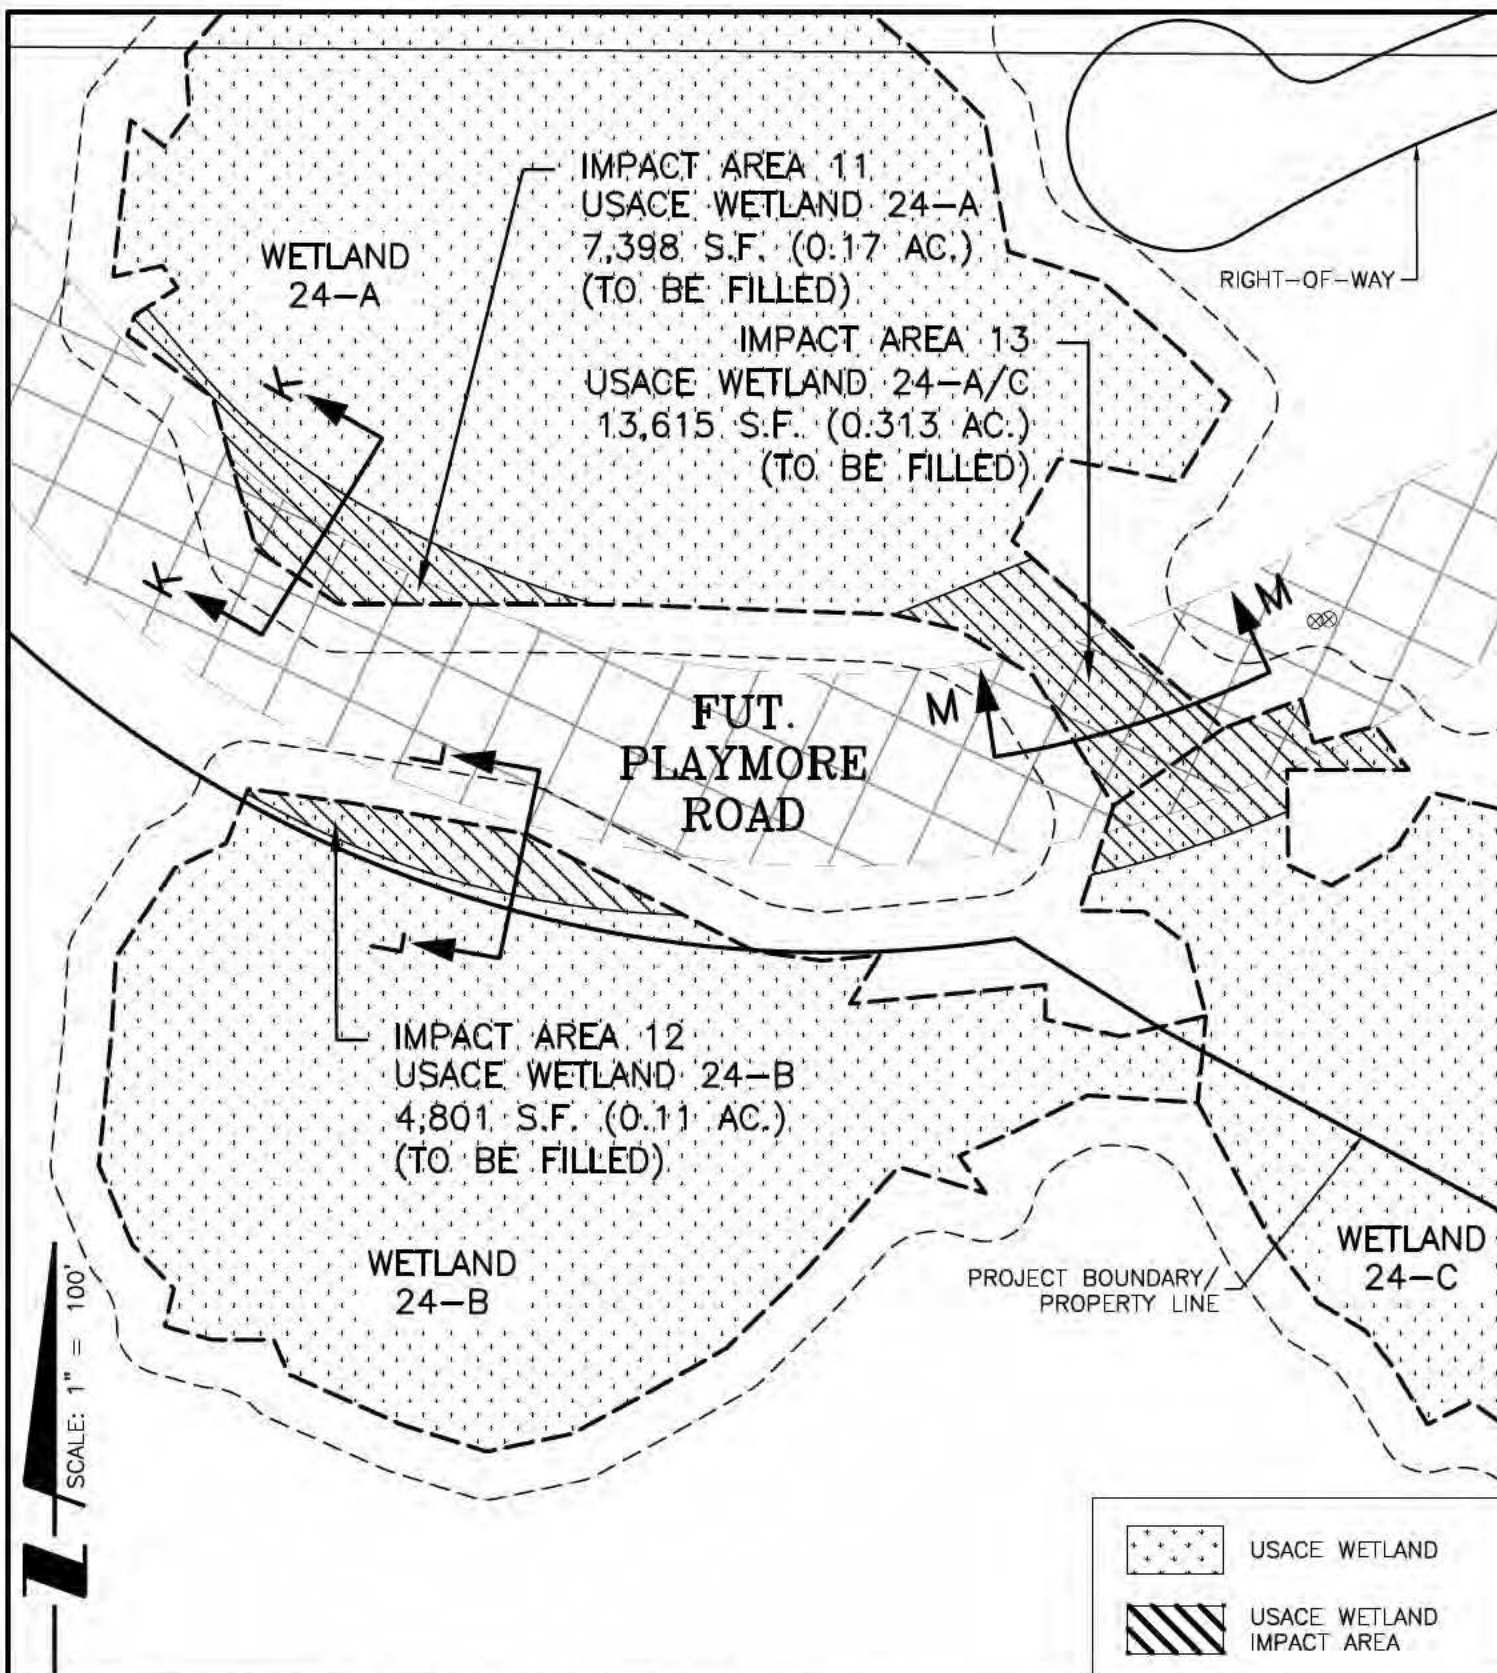 IMPACT AREA 11
USACE WETLAND 24-A
7,398 S.F. (0.17 AC.)
(TO BE FILLED)
WETLAND
24-A
RIGHT-OF-WAY
IMPACT AREA 13
USACE WETLAND 24-A/C
13,615 S.F. (0.313 AC.)
(TO BE FILLED)
K
K
M
M
FUT.
PLAYMORE
ROAD
L
L
IMPACT AREA 12
USACE WETLAND 24-B
4,801 S.F. (0.11 AC.)
(TO BE FILLED)
WETLAND
24-B
WETLAND
24-C
PROJECT BOUNDARY/
PROPERTY LINE
SCALE: 1" = 100'
N
USACE WETLAND
USACE WETLAND
IMPACT AREA